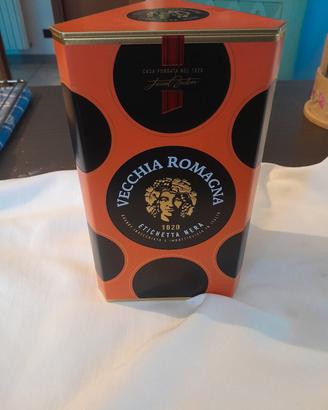 CASA FONDATA NEL 1820
VECCHIA ROMAGNA
1820
ETICHETTA NERA